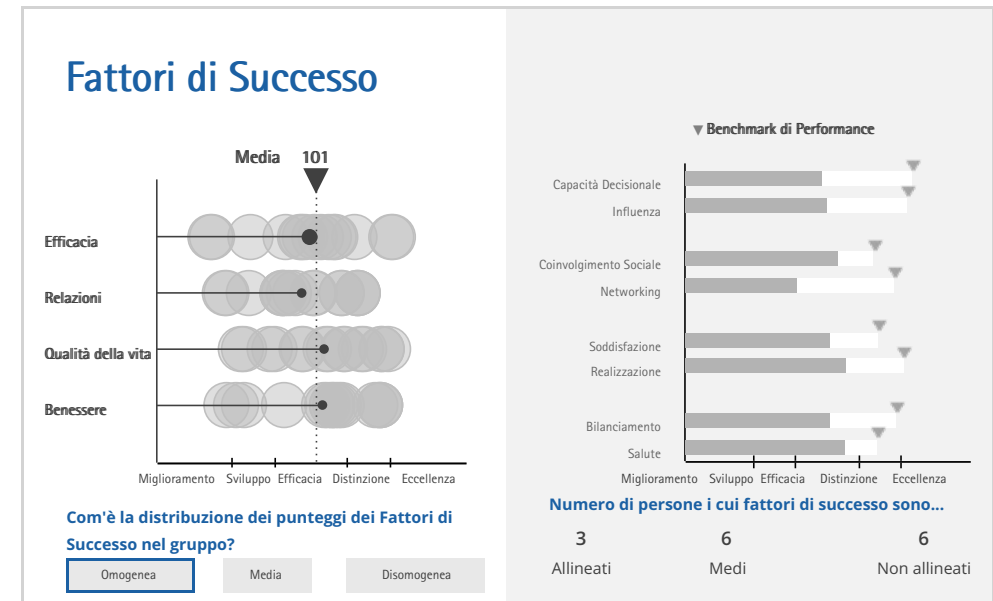 Fattori di Successo
Media 101
Efficacia
Relazioni
Qualità della vita
Benessere
Miglioramento Sviluppo Efficacia Distinzione Eccellenza
Com'è la distribuzione dei punteggi dei Fattori di
Successo nel gruppo?
Omogenea Media Disomogenea
Benchmark di Performance
Capacità Decisionale
Influenza
Coinvolgimento Sociale
Networking
Soddisfazione
Realizzazione
Bilanciamento
Salute
Miglioramento Sviluppo Efficacia Distinzione Eccellenza
Numero di persone i cui fattori di successo sono...
3 6 6
Allineati Medi Non allineati